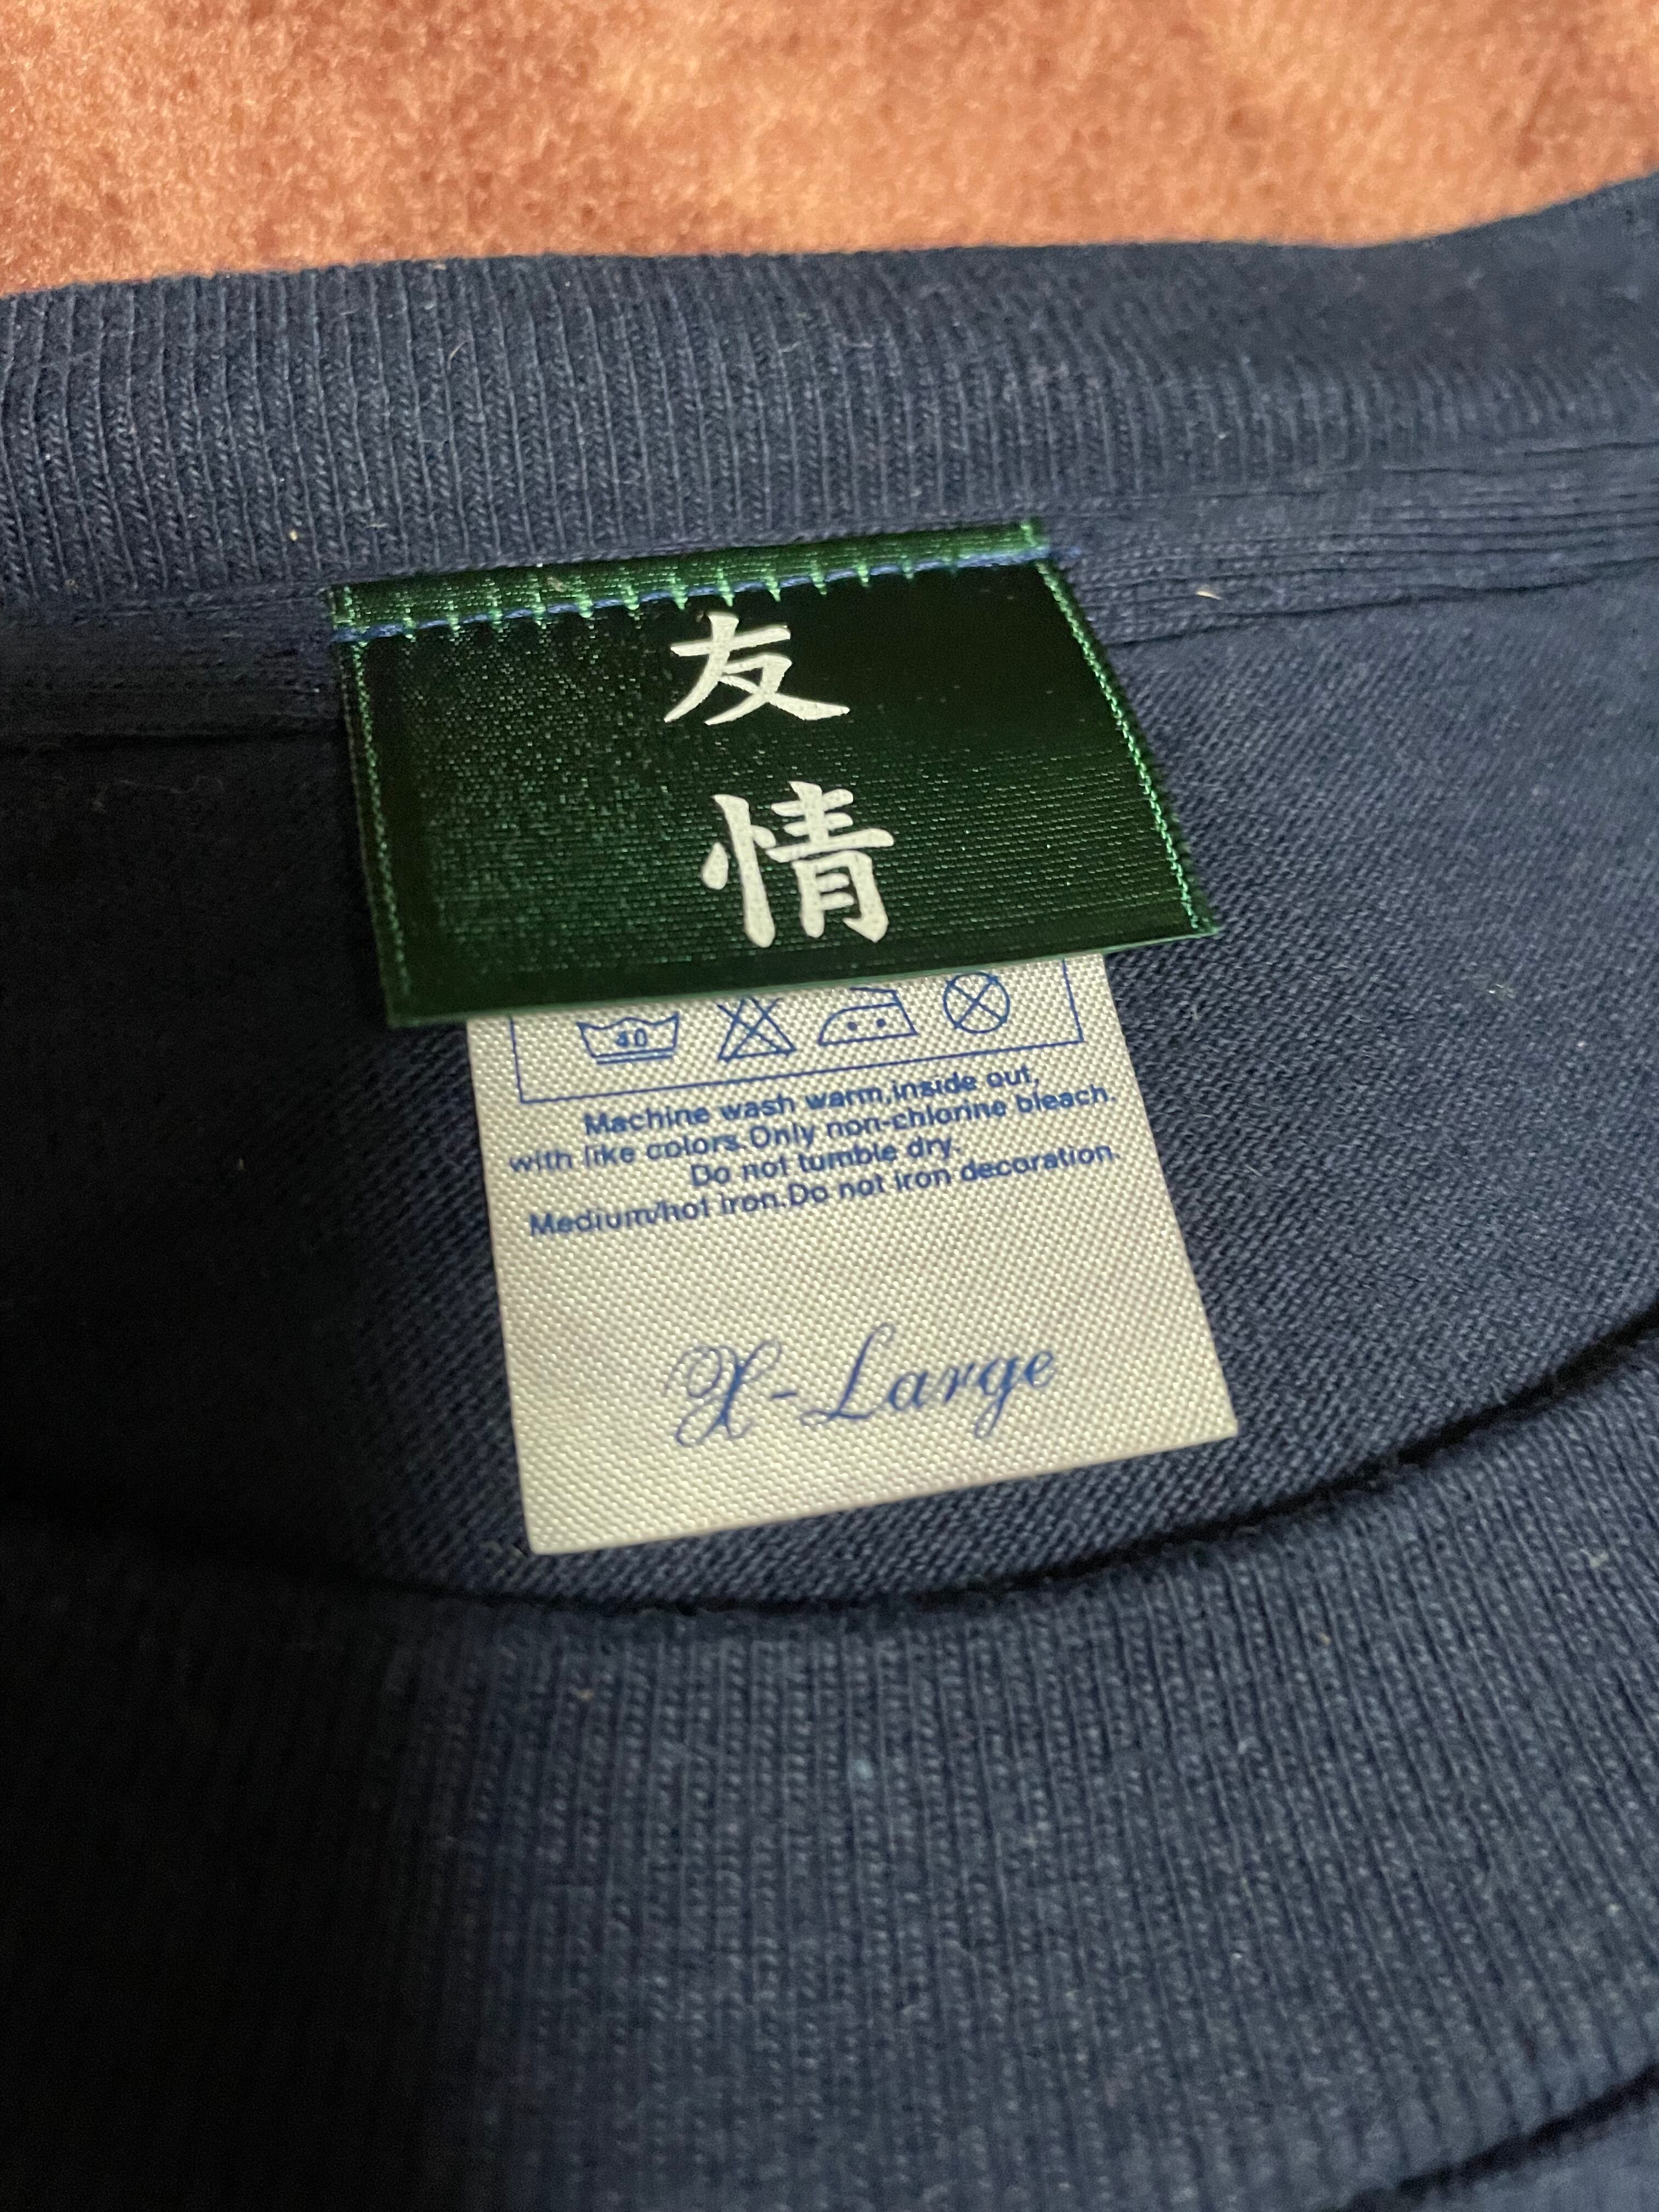 友
情
40
Machine wash warm,inside out,
with like colors.Only non-chlorine bleach.
Do not tumble dry.
Medium/hot iron.Do not iron decoration.
X-Large